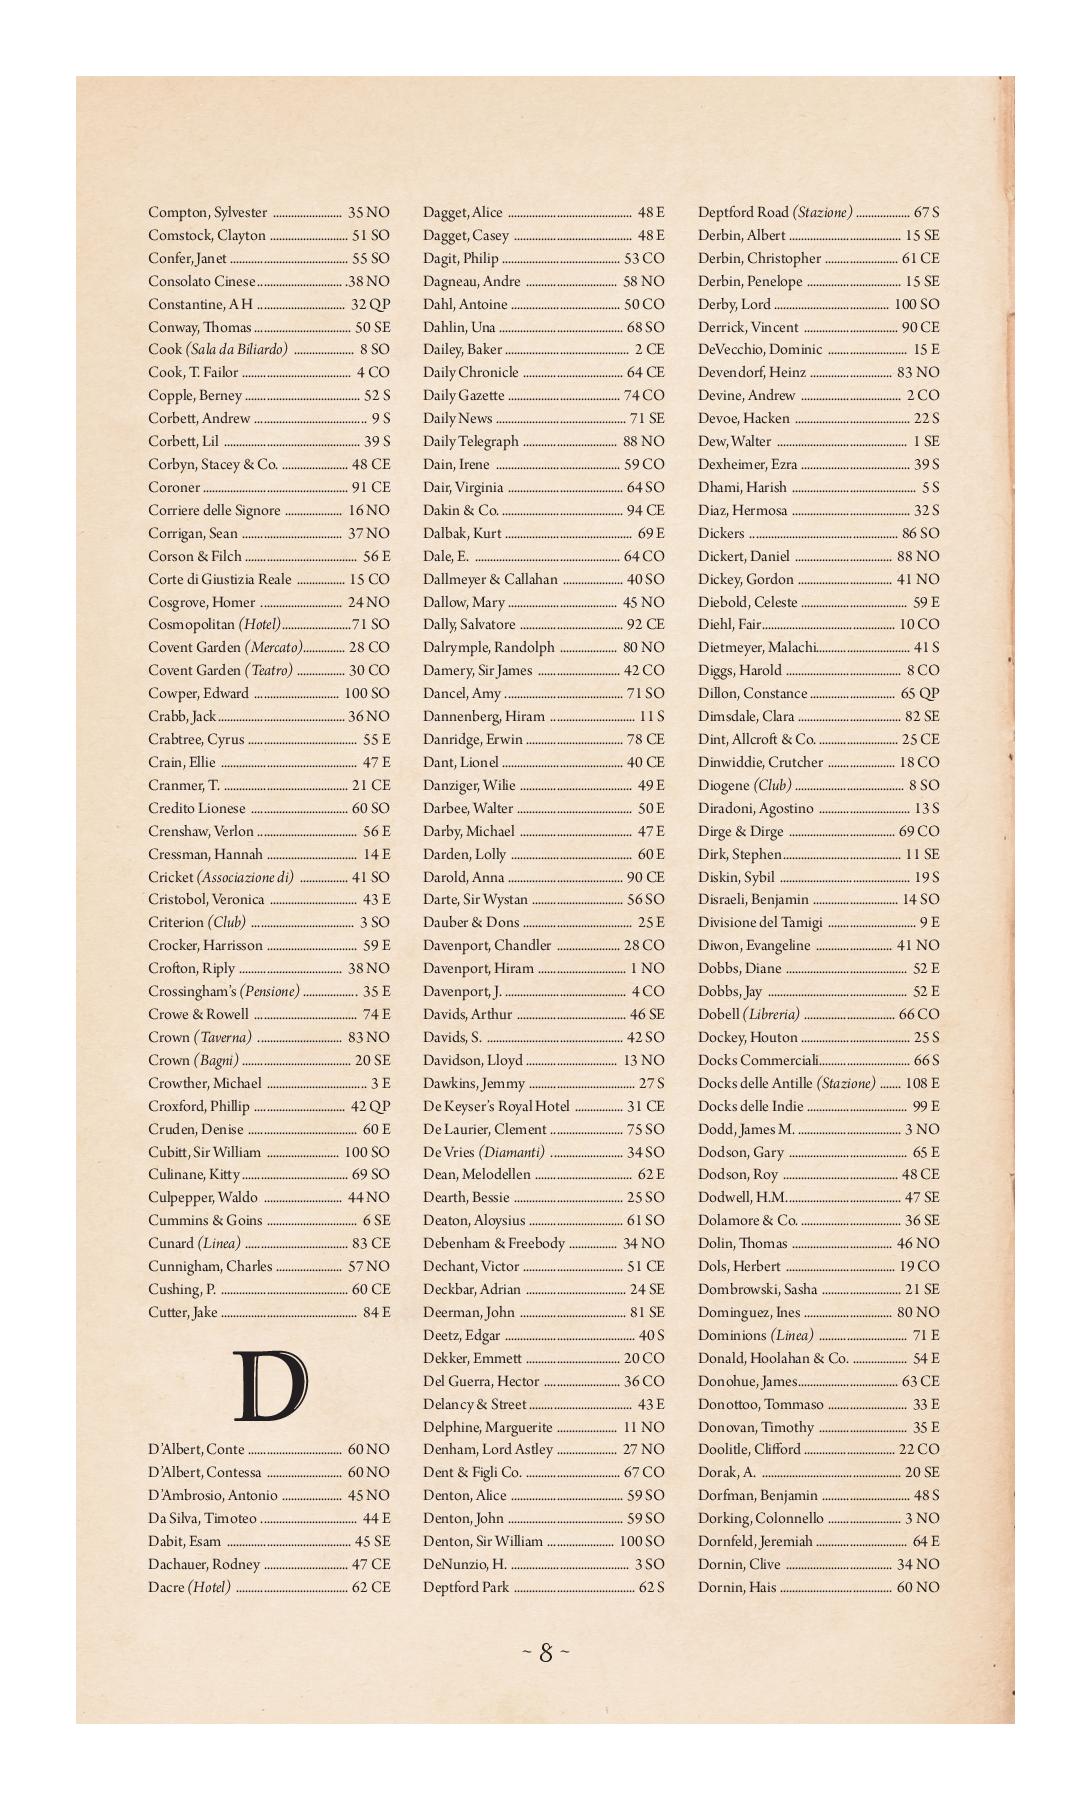 Compton, Sylvester ....................... 35 NO
Comstock, Clayton .......................... 51 SO
Confer, Janet ........................................ 55 SO
Consolato Cinese.............................38 NO
Constantine, A H .............................. 32 QP
Conway, Thomas ................................ 50 SE
Cook (Sala da Biliardo) .................... 8 SO
Cook, T. Failor .................................... 4 CO
Copple, Berney ...................................... 52 S
Corbett, Andrew ...................................... 9 S
Corbett, Lil .............................................. 39 S
Corbyn, Stacey & Co. ...................... 48 CE
Coroner ................................................ 91 CE
Corriere delle Signore ................... 16 NO
Corrigan, Sean .................................. 37 NO
Corson & Filch ..................................... 56 E
Corte di Giustizia Reale ................ 15 CO
Cosgrove, Homer ........................... 24 NO
Cosmopolitan (Hotel).......................71 SO
Covent Garden (Mercato)............. 28 CO
Covent Garden (Teatro) ................ 30 CO
Cowper, Edward ............................ 100 SO
Crabb, Jack .......................................... 36 NO
Crabtree, Cyrus .................................... 55 E
Crain, Ellie ............................................. 47 E
Cranmer, T. ........................................ 21 CE
Credito Lionese ................................ 60 SO
Crenshaw, Verlon ................................. 56 E
Cressman, Hannah .............................. 14 E
Cricket (Associazione di) ................ 41 SO
Cristobol, Veronica .............................. 43 E
Criterion (Club) .................................. 3 SO
Crocker, Harrisson .............................. 59 E
Crofton, Riply .................................. 38 NO
Crossingham’s (Pensione) .................. 35 E
Crowe & Rowell .................................. 74 E
Crown (Taverna) ............................ 83 NO
Crown (Bagni) .................................... 20 SE
Crowther, Michael ................................. 3 E
Croxford, Phillip .............................. 42 QP
Cruden, Denise .................................... 60 E
Cubitt, Sir William ........................ 100 SO
Culinane, Kitty ................................... 69 SO
Culpepper, Waldo .......................... 44 NO
Cummins & Goins ............................... 6 SE
Cunard (Linea) .................................. 83 CE
Cunnigham, Charles ...................... 57 NO
Cushing, P. ............................................ 60 CE
Cutter, Jake ............................................. 84 E
D
D’Albert, Conte ............................... 60 NO
D’Albert, Contessa .......................... 60 NO
D’Ambrosio, Antonio .................... 45 NO
Da Silva, Timoteo ................................ 44 E
Dabit, Esam ......................................... 45 SE
Dachauer, Rodney ............................ 47 CE
Dacre (Hotel) ..................................... 62 CE
Dagget, Alice ......................................... 48 E
Dagget, Casey ....................................... 48 E
Dagit, Philip ........................................ 53 CO
Dagneau, Andre ................................ 58 NO
Dahl, Antoine .................................... 50 CO
Dahlin, Una ........................................ 68 SO
Dailey, Baker ......................................... 2 CE
Daily Chronicle ................................. 64 CE
Daily Gazette ..................................... 74 CO
Daily News ........................................... 71 SE
Daily Telegraph ............................... 88 NO
Dain, Irene ......................................... 59 CO
Dair, Virginia ...................................... 64 SO
Dakin & Co. ........................................ 94 CE
Dalbak, Kurt .......................................... 69 E
Dale, E. ................................................ 64 CO
Dallmeyer & Callahan .................... 40 SO
Dallow, Mary .................................... 45 NO
Dally, Salvatore .................................. 92 CE
Dalrymple, Randolph ................... 80 NO
Damery, Sir James ........................... 42 CO
Dancel, Amy ....................................... 71 SO
Dannenberg, Hiram ............................ 11 S
Danridge, Erwin ................................ 78 CE
Dant, Lionel ........................................ 40 CE
Danziger, Wilie ..................................... 49 E
Darbee, Walter ...................................... 50 E
Darby, Michael ..................................... 47 E
Darden, Lolly ........................................ 60 E
Darold, Anna ...................................... 90 CE
Darte, Sir Wystan .............................. 56 SO
Dauber & Dons ..................................... 25 E
Davenport, Chandler ..................... 28 CO
Davenport, Hiram ............................. 1 NO
Davenport, J. ........................................ 4 CO
Davids, Arthur .................................... 46 SE
Davids, S. ............................................. 42 SO
Davidson, Lloyd .............................. 13 NO
Dawkins, Jemmy ................................... 27 S
De Keyser’s Royal Hotel ................ 31 CE
De Laurier, Clement ........................ 75 SO
De Vries (Diamanti) ........................ 34 SO
Dean, Melodellen ................................. 62 E
Dearth, Bessie .................................... 25 SO
Deaton, Aloysius ............................... 61 SO
Debenham & Freebody ................ 34 NO
Dechant, Victor .................................. 51 CE
Deckbar, Adrian ................................. 24 SE
Deerman, John ................................... 81 SE
Deetz, Edgar ........................................... 40 S
Dekker, Emmett ............................... 20 CO
Del Guerra, Hector .......................... 36 CO
Delancy & Street ................................... 43 E
Delphine, Marguerite ................... 11 NO
Denham, Lord Astley .................... 27 NO
Dent & Figli Co. ................................ 67 CO
Denton, Alice ..................................... 59 SO
Denton, John ...................................... 59 SO
Denton, Sir William ...................... 100 SO
DeNunzio, H. ....................................... 3 SO
Deptford Park ........................................ 62 S
Deptford Road (Stazione) .................. 67 S
Derbin, Albert ..................................... 15 SE
Derbin, Christopher ........................ 61 CE
Derbin, Penelope ................................ 15 SE
Derby, Lord ...................................... 100 SO
Derrick, Vincent ............................... 90 CE
DeVecchio, Dominic ........................... 15 E
Devendorf, Heinz ........................... 83 NO
Devine, Andrew .................................. 2 CO
Devoe, Hacken ...................................... 22 S
Dew, Walter ............................................ 1 SE
Dexheimer, Ezra .................................... 39 S
Dhami, Harish ......................................... 5 S
Diaz, Hermosa ....................................... 32 S
Dickers .................................................. 86 SO
Dickert, Daniel ................................ 88 NO
Dickey, Gordon ............................... 41 NO
Diebold, Celeste .................................... 59 E
Diehl, Fair............................................ 10 CO
Dietmeyer, Malachi............................... 41 S
Diggs, Harold ....................................... 8 CO
Dillon, Constance ............................ 65 QP
Dimsdale, Clara .................................. 82 SE
Dint, Allcroft & Co. .......................... 25 CE
Dinwiddie, Crutcher ....................... 18 CO
Diogene (Club) .................................... 8 SO
Diradoni, Agostino ............................... 13 S
Dirge & Dirge ................................... 69 CO
Dirk, Stephen....................................... 11 SE
Diskin, Sybil ............................................ 19 S
Disraeli, Benjamin ............................ 14 SO
Divisione del Tamigi .............................. 9 E
Diwon, Evangeline ......................... 41 NO
Dobbs, Diane ......................................... 52 E
Dobbs, Jay .............................................. 52 E
Dobell (Libreria) ............................... 66 CO
Dockey, Houton ..................................... 25 S
Docks Commerciali............................... 66 S
Docks delle Antille (Stazione) ....... 108 E
Docks delle Indie .................................. 99 E
Dodd, James M. .................................. 3 NO
Dodson, Gary ........................................ 65 E
Dodson, Roy ....................................... 48 CE
Dodwell, H.M. .................................... 47 SE
Dolamore & Co. ................................. 36 SE
Dolin, Thomas ................................. 46 NO
Dols, Herbert .................................... 19 CO
Dombrowski, Sasha ........................... 21 SE
Dominguez, Ines ............................. 80 NO
Dominions (Linea) .............................. 71 E
Donald, Hoolahan & Co. .................. 54 E
Donohue, James................................. 63 CE
Donottoo, Tommaso ........................... 33 E
Donovan, Timothy .............................. 35 E
Doolitle, Clifford .............................. 22 CO
Dorak, A. .............................................. 20 SE
Dorfman, Benjamin ............................. 48 S
Dorking, Colonnello ........................ 3 NO
Dornfeld, Jeremiah ............................... 64 E
Dornin, Clive .................................... 34 NO
Dornin, Hais ..................................... 60 NO
~ 8 ~